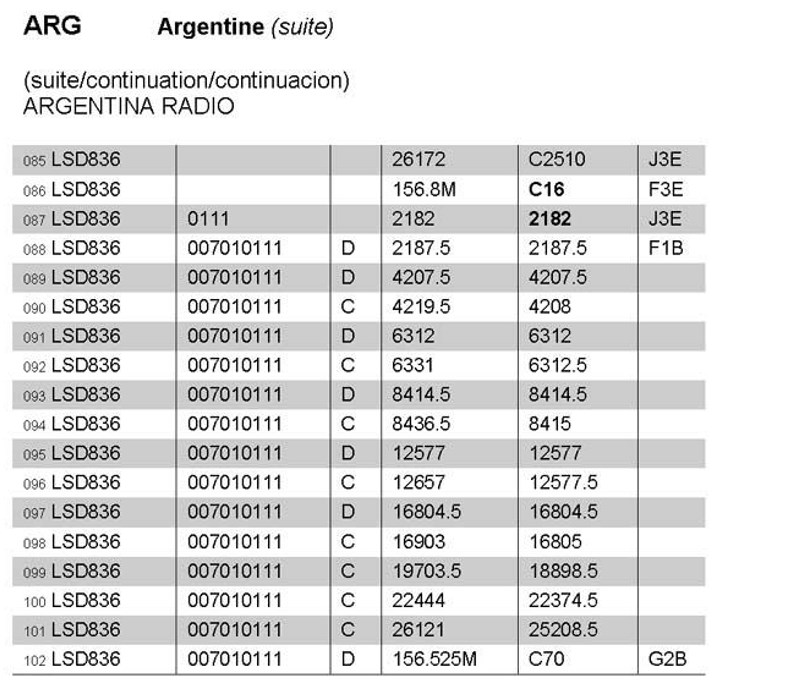 ARG Argentine (suite)
(suite/continuation/continuacion)
ARGENTINA RADIO
085 LSD836 26172 C2510 J3E
086 LSD836 156.8M C16 F3E
087 LSD836 0111 2182 2182 J3E
088 LSD836 007010111 D 2187.5 2187.5 F1B
089 LSD836 007010111 D 4207.5 4207.5
090 LSD836 007010111 C 4219.5 4208
091 LSD836 007010111 D 6312 6312
092 LSD836 007010111 C 6331 6312.5
093 LSD836 007010111 D 8414.5 8414.5
094 LSD836 007010111 C 8436.5 8415
095 LSD836 007010111 D 12577 12577
096 LSD836 007010111 C 12657 12577.5
097 LSD836 007010111 D 16804.5 16804.5
098 LSD836 007010111 C 16903 16805
099 LSD836 007010111 C 19703.5 18898.5
100 LSD836 007010111 C 22444 22374.5
101 LSD836 007010111 C 26121 25208.5
102 LSD836 007010111 D 156.525M C70 G2B